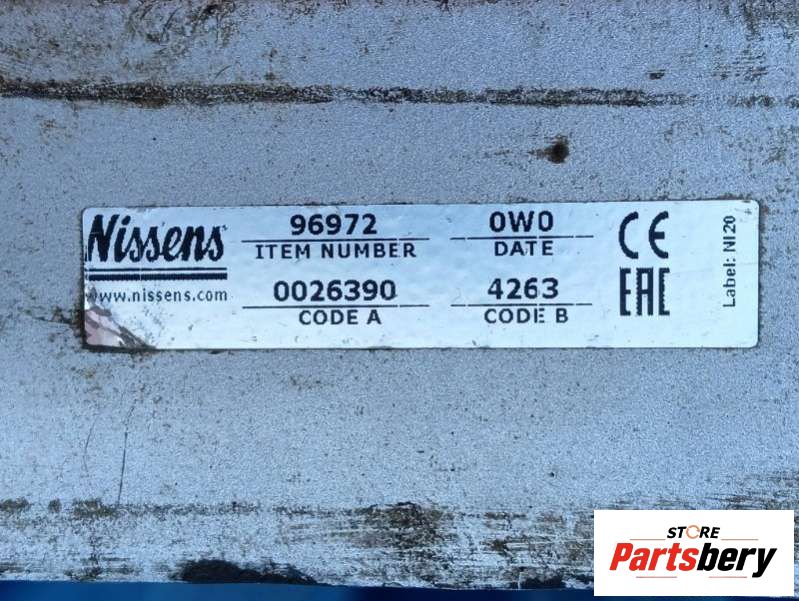 Nissens
www.nissens.com
96972
ITEM NUMBER
0026390
CODE A
0W0
DATE
4263
CODE B
CE
EAC
Label: NI20
STORE
Partsbery